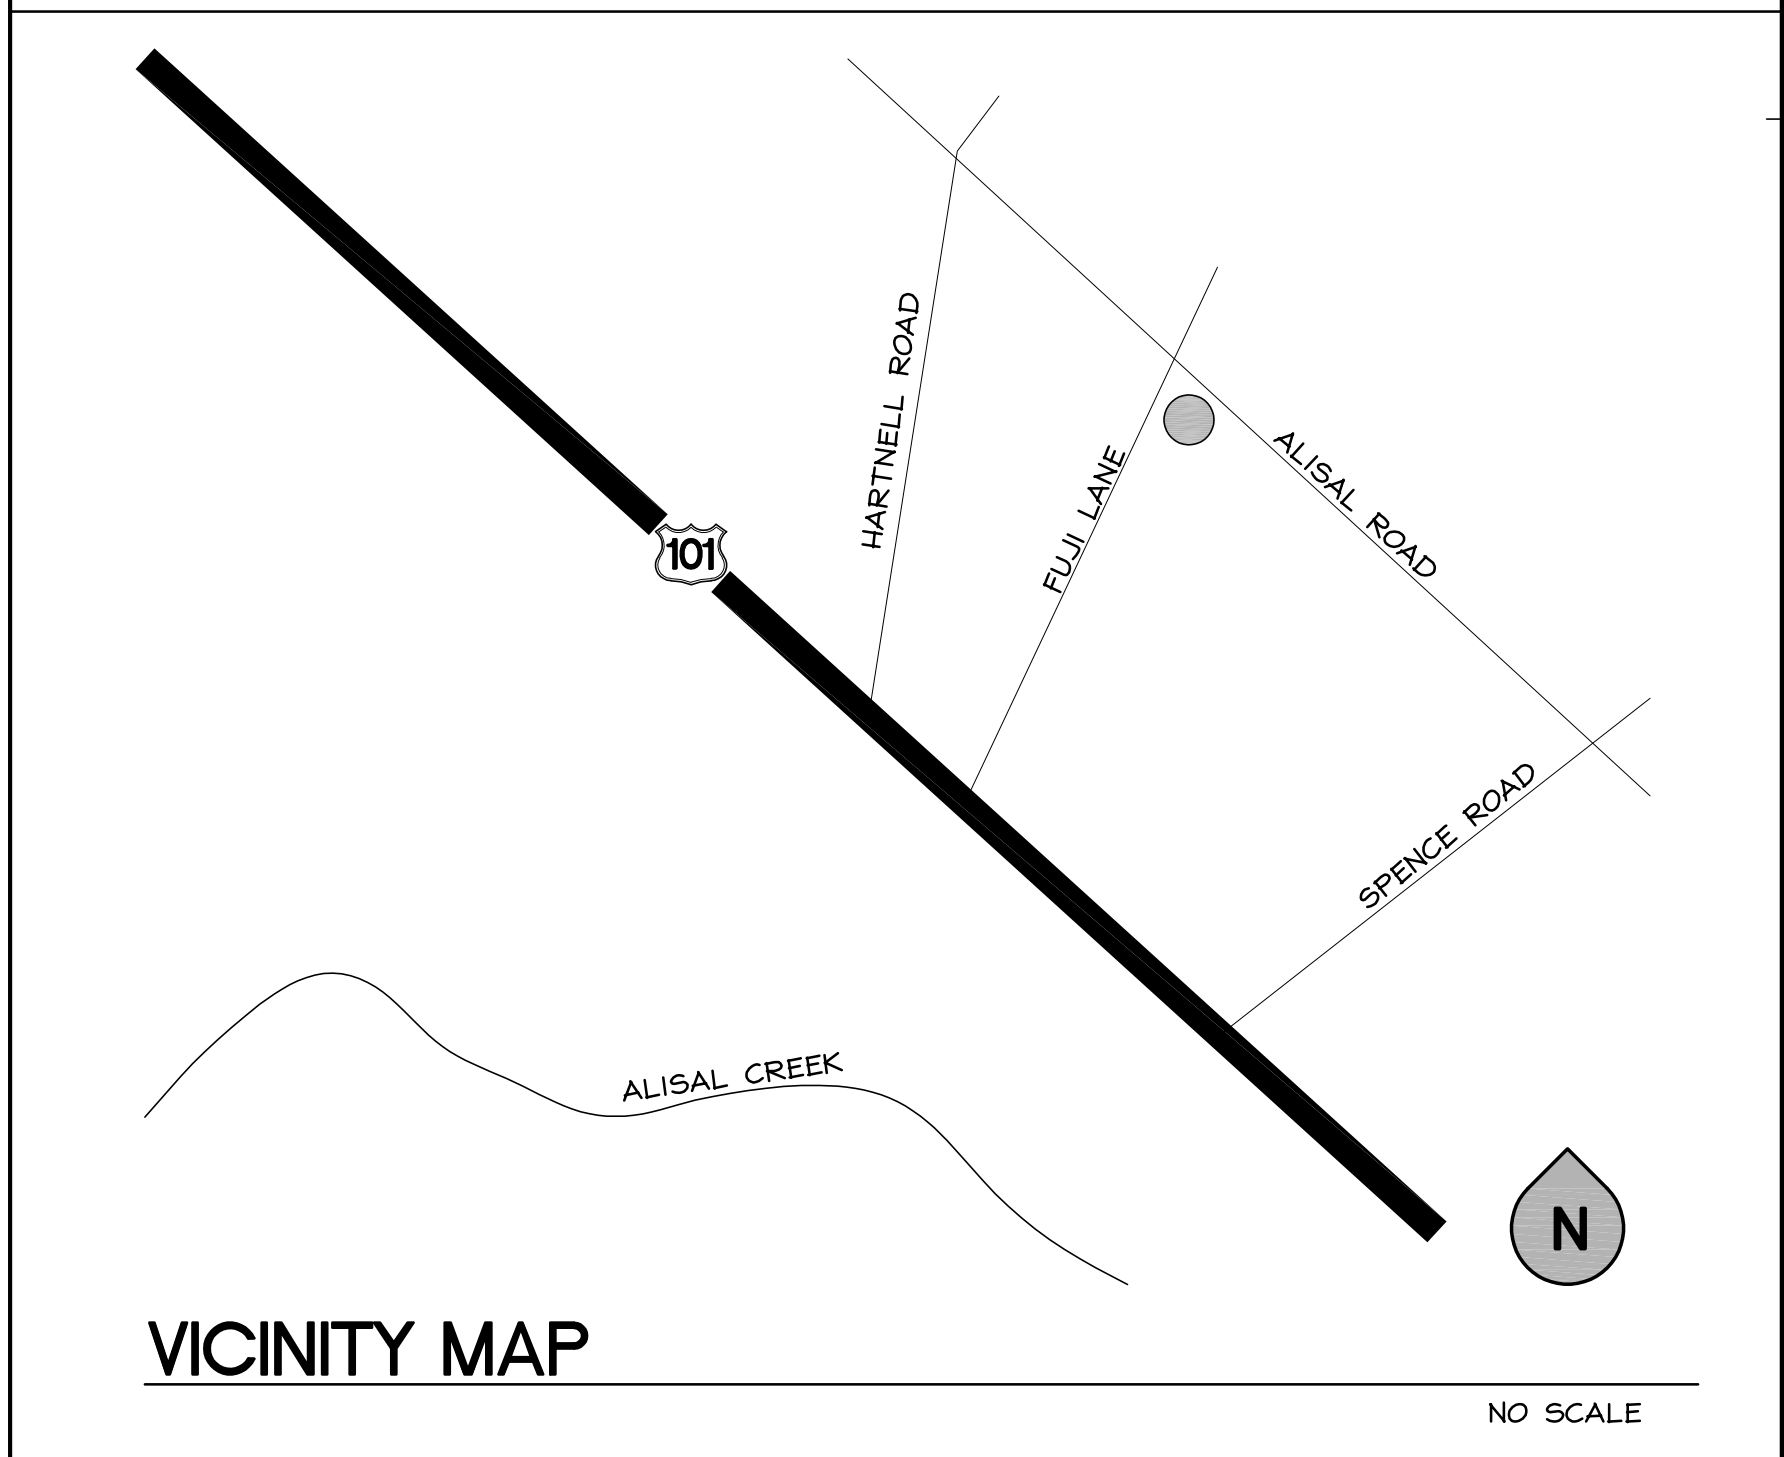 HARTNELL ROAD
FUJI LANE
ALISAL ROAD
101
SPENCE ROAD
ALISAL CREEK
N
VICINITY MAP
NO SCALE